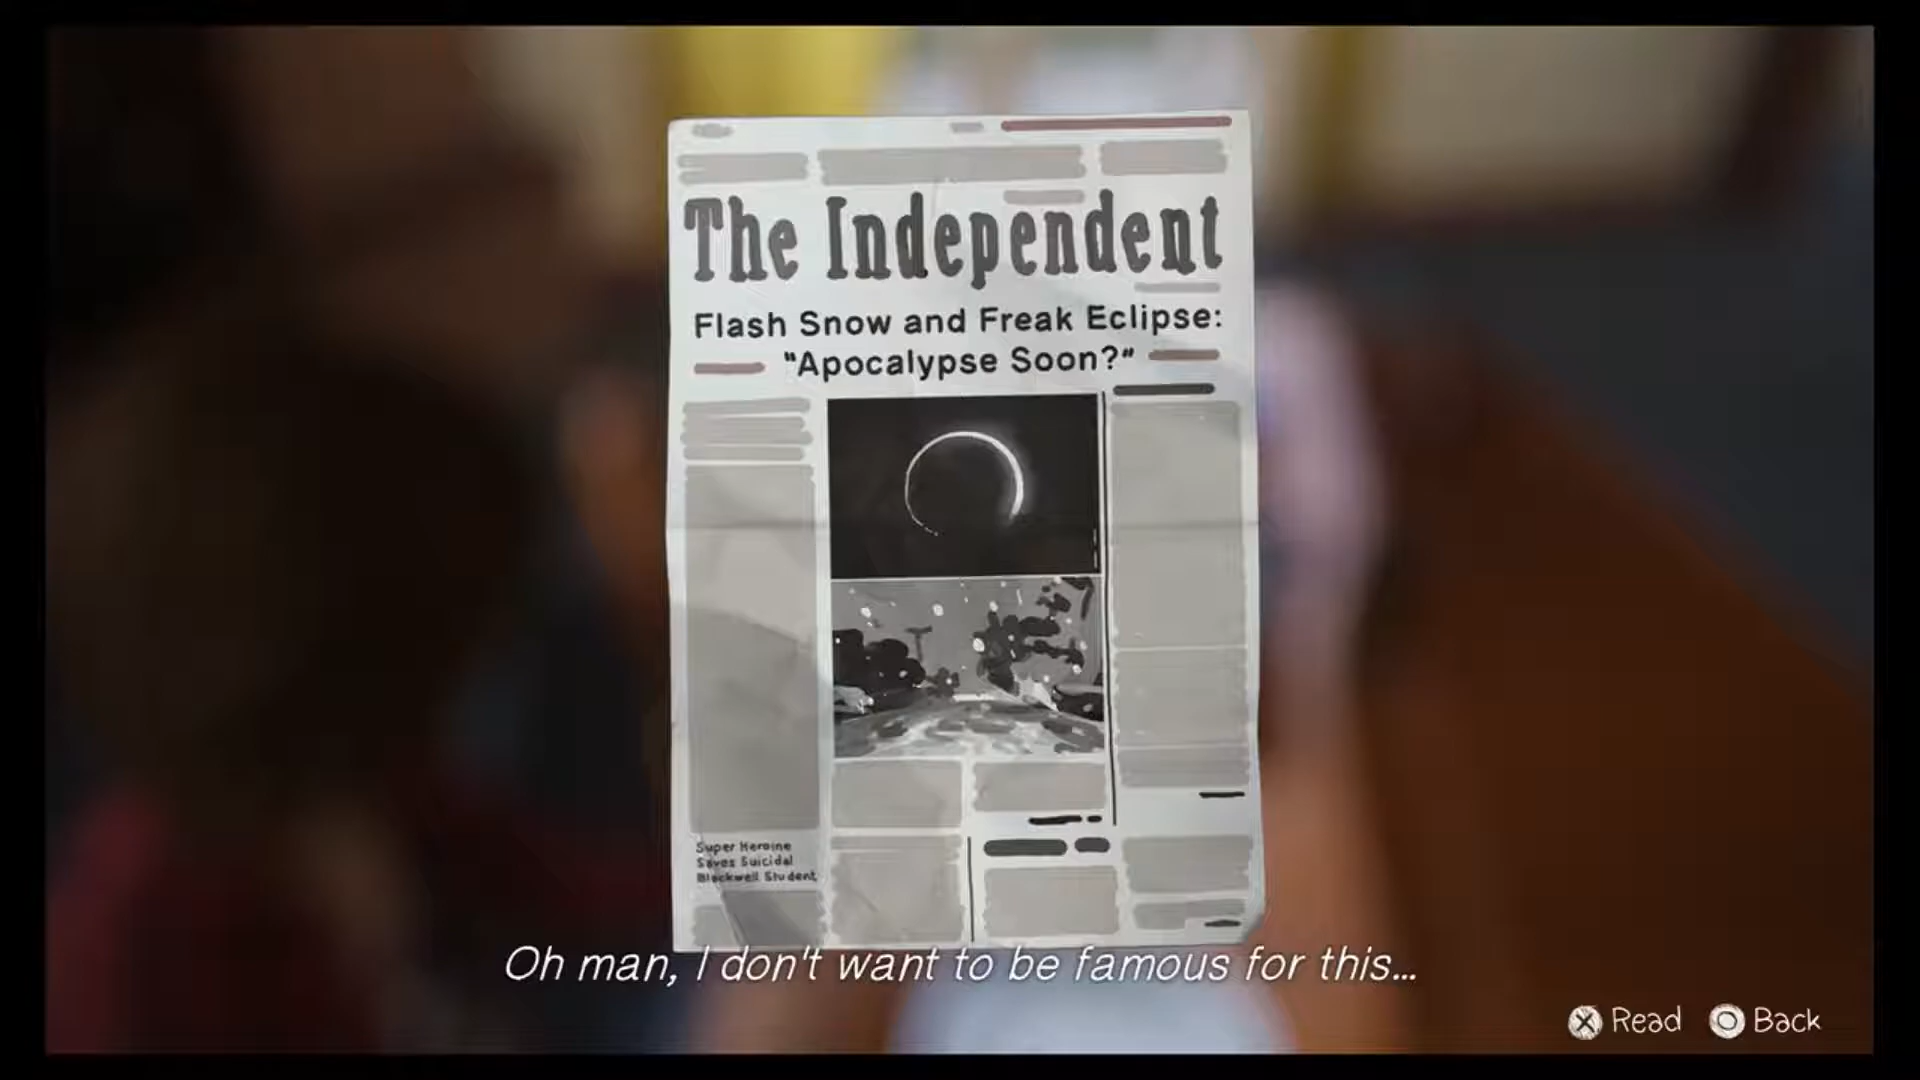 The Independent
Flash Snow and Freak Eclipse:
"Apocalypse Soon?"
Super Heroine
Saves Suicidal
Blackwell Student
Oh man, I don't want to be famous for this...
Read
Back